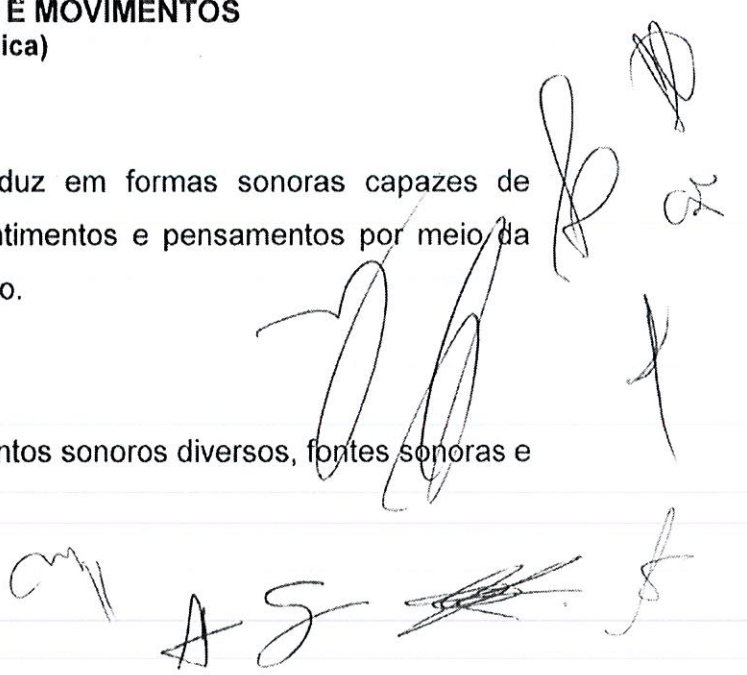 E MOVIMENTOS
ica)
duz em formas sonoras capazes de
ntimentos e pensamentos por meio da
o.
ntos sonoros diversos, fontes sonoras e